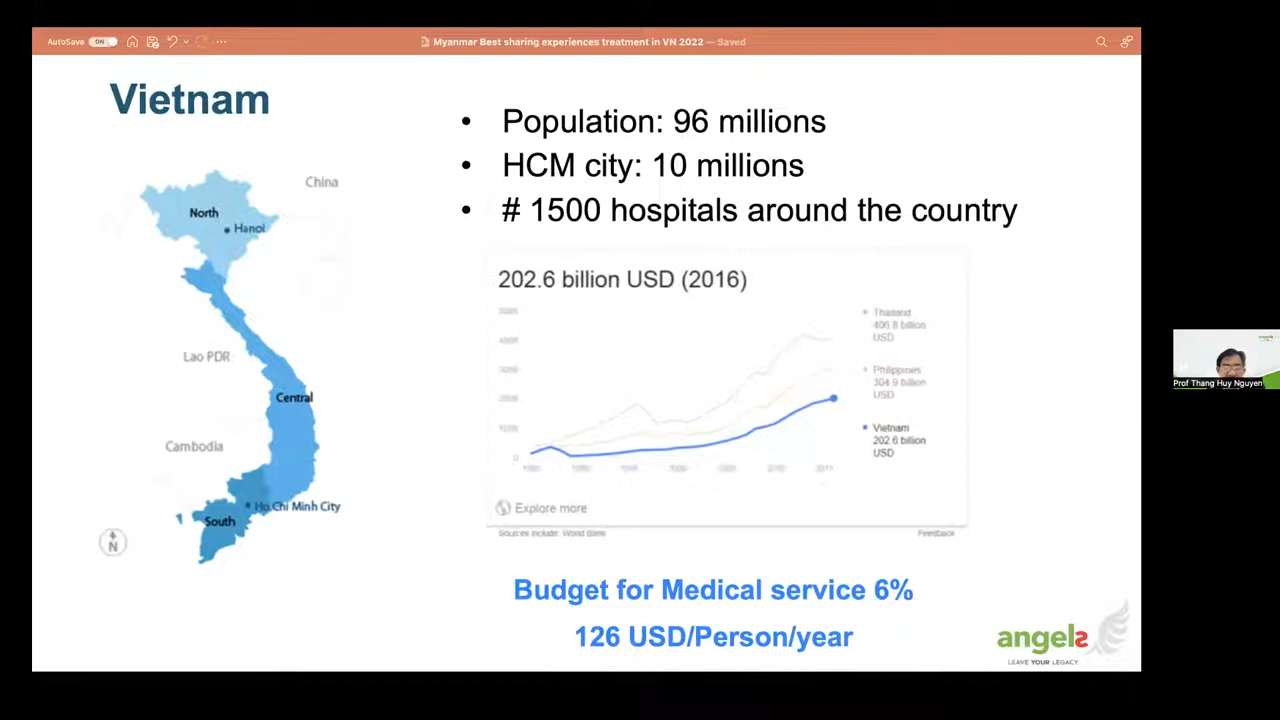 AutoSave ON ...
Myanmar Best sharing experiences treatment in VN 2022 — Saved
Vietnam
• Population: 96 millions
• HCM city: 10 millions
• # 1500 hospitals around the country
China
North
Hanoi
Lao PDR
Central
Cambodia
Ho Chi Minh City
South
N
202.6 billion USD (2016)
Thailand
406.8 billion
USD
Philippines
304.9 billion
USD
Vietnam
202.6 billion
USD
0
Explore more
Sources include: World Bank
Feedback
Budget for Medical service 6%
126 USD/Person/year
angels
LEAVE YOUR LEGACY
Prof Thang Huy Nguyen